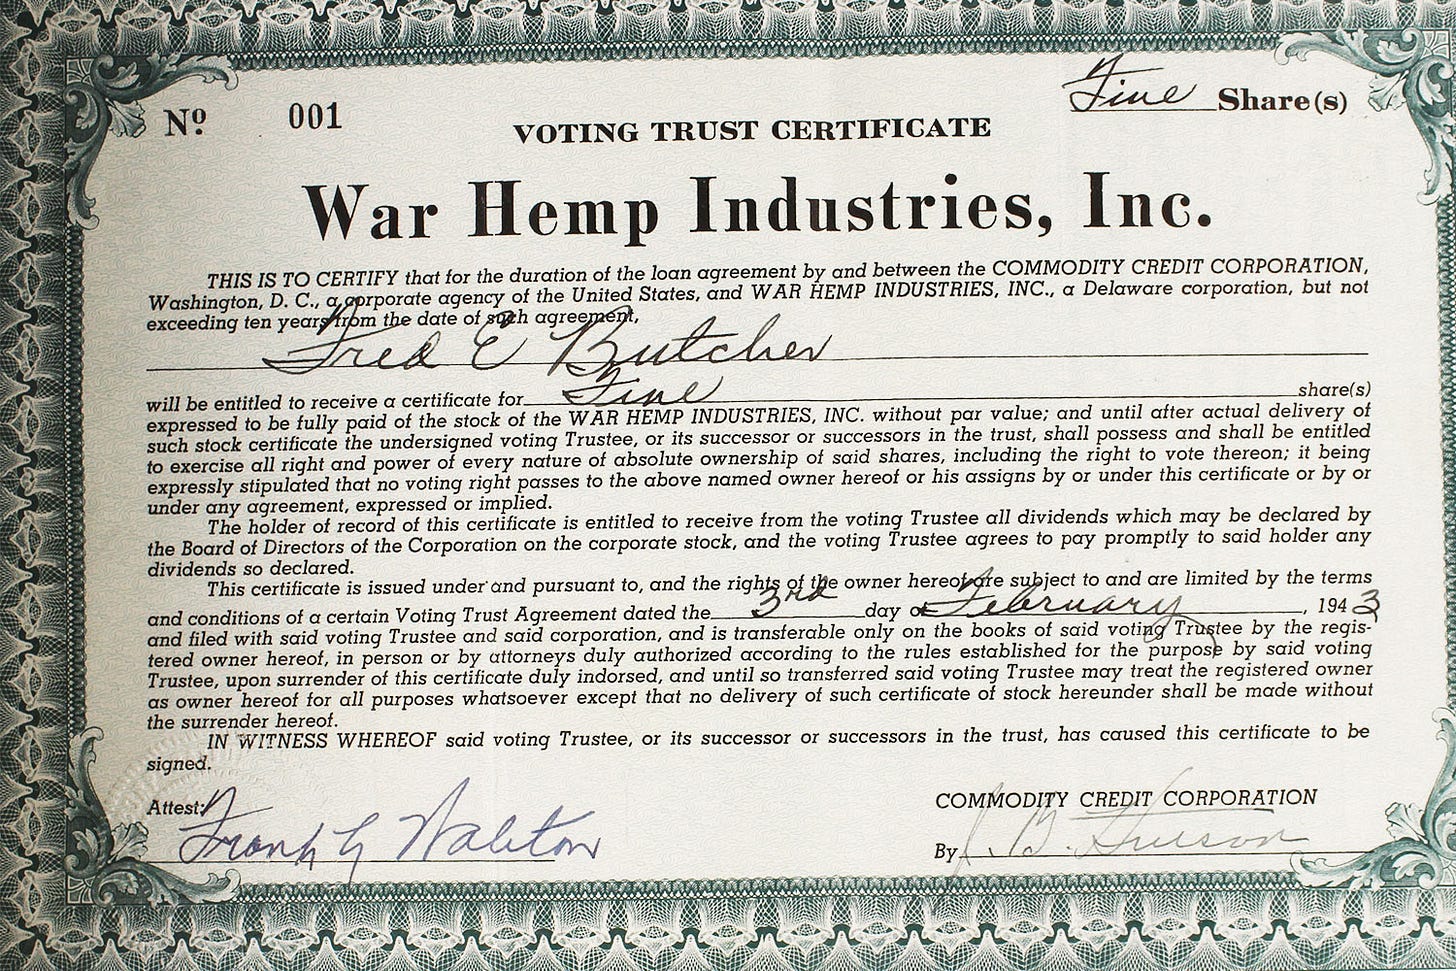 Nº 001
Five Share(s)
VOTING TRUST CERTIFICATE
War Hemp Industries, Inc.
THIS IS TO CERTIFY that for the duration of the loan agreement by and between the COMMODITY CREDIT CORPORATION,
Washington, D. C., a corporate agency of the United States, and WAR HEMP INDUSTRIES, INC., a Delaware corporation, but not
exceeding ten years from the date of such agreement,
Fred E Butcher
will be entitled to receive a certificate for Five share(s)
expressed to be fully paid of the stock of the WAR HEMP INDUSTRIES, INC. without par value; and until after actual delivery of
such stock certificate the undersigned voting Trustee, or its successor or successors in the trust, shall possess and shall be entitled
to exercise all right and power of every nature of absolute ownership of said shares, including the right to vote thereon; it being
expressly stipulated that no voting right passes to the above named owner hereof or his assigns by or under this certificate or by or
under any agreement, expressed or implied.
The holder of record of this certificate is entitled to receive from the voting Trustee all dividends which may be declared by
the Board of Directors of the Corporation on the corporate stock, and the voting Trustee agrees to pay promptly to said holder any
dividends so declared.
This certificate is issued under and pursuant to, and the rights of the owner hereof are subject to and are limited by the terms
and conditions of a certain Voting Trust Agreement dated the 3rd day of February, 1943
and filed with said voting Trustee and said corporation, and is transferable only on the books of said voting Trustee by the regis-
tered owner hereof, in person or by attorneys duly authorized according to the rules established for the purpose by said voting
Trustee, upon surrender of this certificate duly indorsed, and until so transferred said voting Trustee may treat the registered owner
as owner hereof for all purposes whatsoever except that no delivery of such certificate of stock hereunder shall be made without
the surrender hereof.
IN WITNESS WHEREOF said voting Trustee, or its successor or successors in the trust, has caused this certificate to be
signed.
Attest:
Frank G Walston
COMMODITY CREDIT CORPORATION
By J. B. Hutson